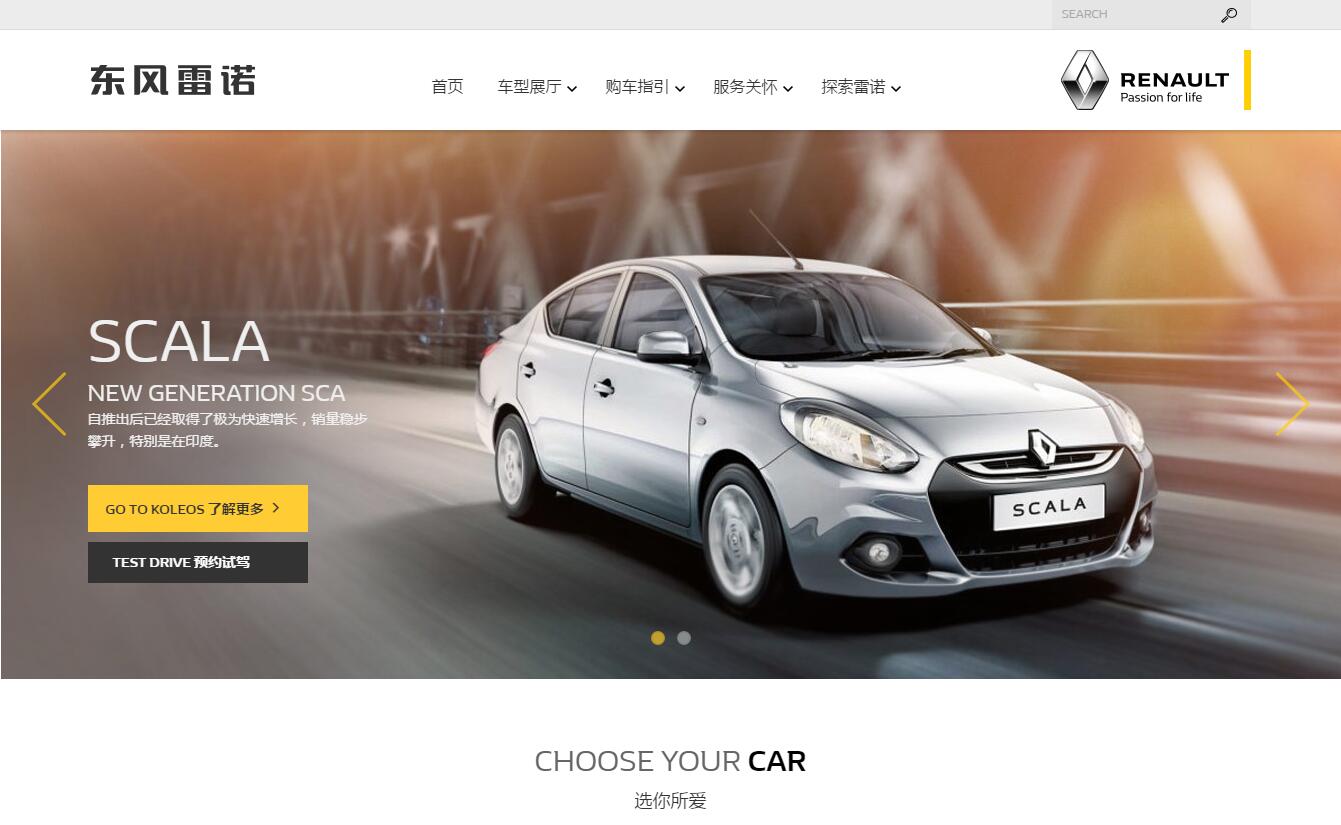 SEARCH
东风雷诺
首页 车型展厅 购车指引 服务关怀 探索雷诺
RENAULT
Passion for life
SCALA
NEW GENERATION SCA
自推出后已经取得了极为快速增长，销量稳步
攀升，特别是在印度。
GO TO KOLEOS 了解更多
TEST DRIVE 预约试驾
SCALA
CHOOSE YOUR CAR
选你所爱